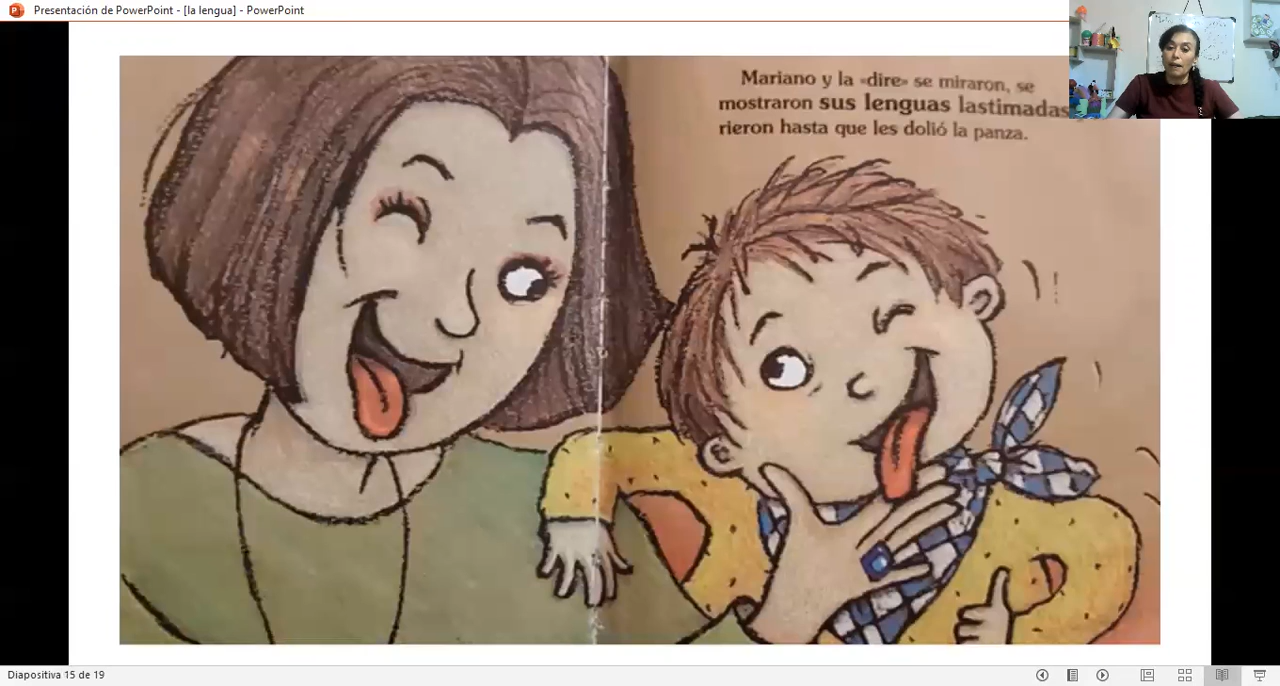 Presentación de PowerPoint - [la lengua] - PowerPoint
Mariano y la «dire» se miraron, se
mostraron sus lenguas lastimadas
rieron hasta que les dolió la panza.
Diapositiva 15 de 19